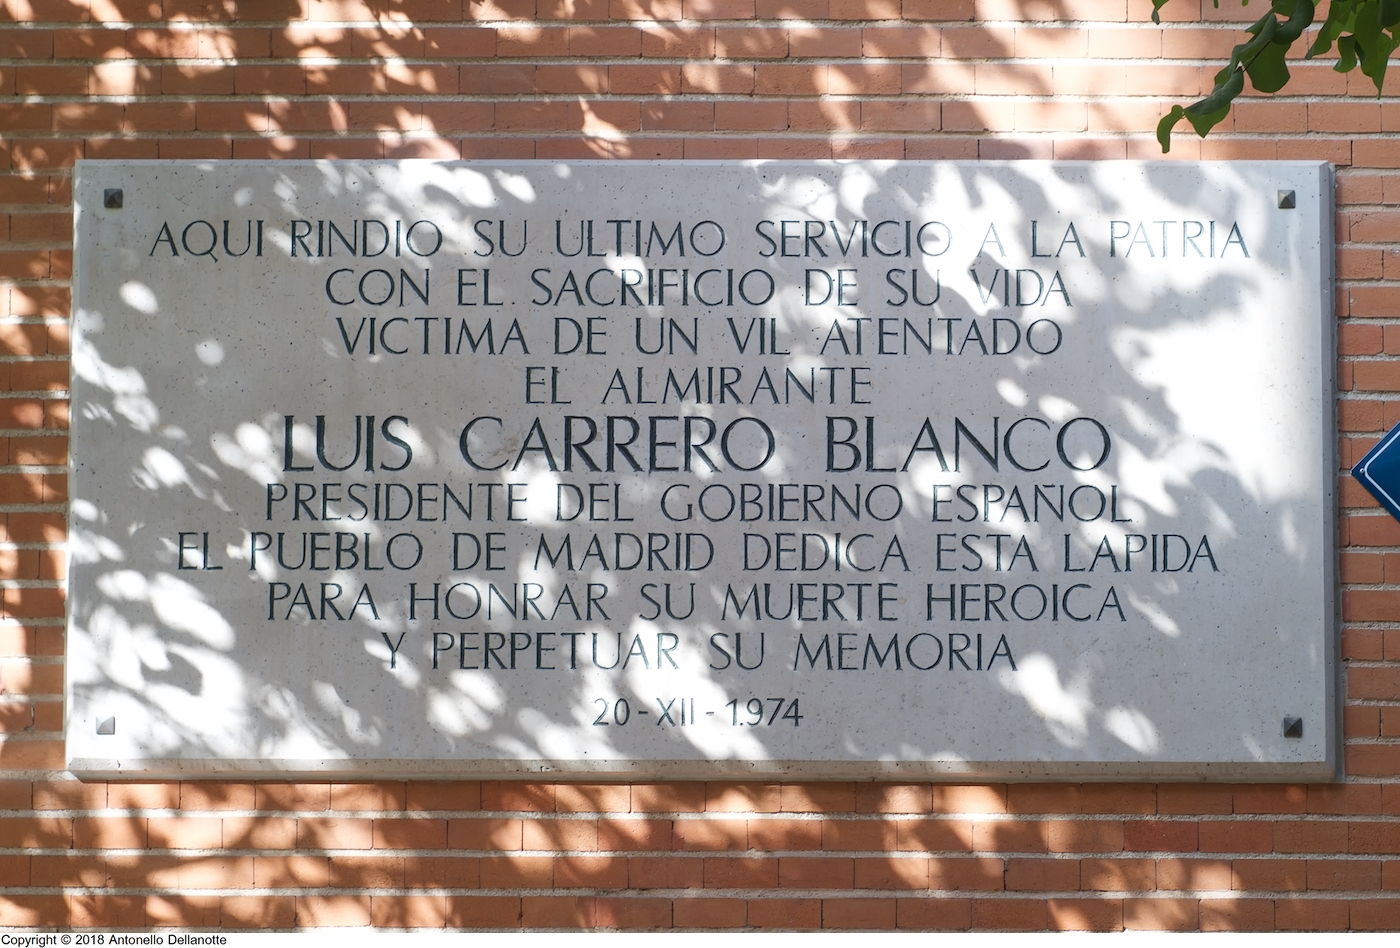 AQUI RINDIO SU ULTIMO SERVICIO A LA PATRIA
CON EL SACRIFICIO DE SU VIDA
VICTIMA DE UN VIL ATENTADO
EL ALMIRANTE
LUIS CARRERO BLANCO
PRESIDENTE DEL GOBIERNO ESPAÑOL
EL PUEBLO DE MADRID DEDICA ESTA LAPIDA
PARA HONRAR SU MUERTE HEROICA
Y PERPETUAR SU MEMORIA
20-XII-1.974
Copyright © 2018 Antonello Dellanotte